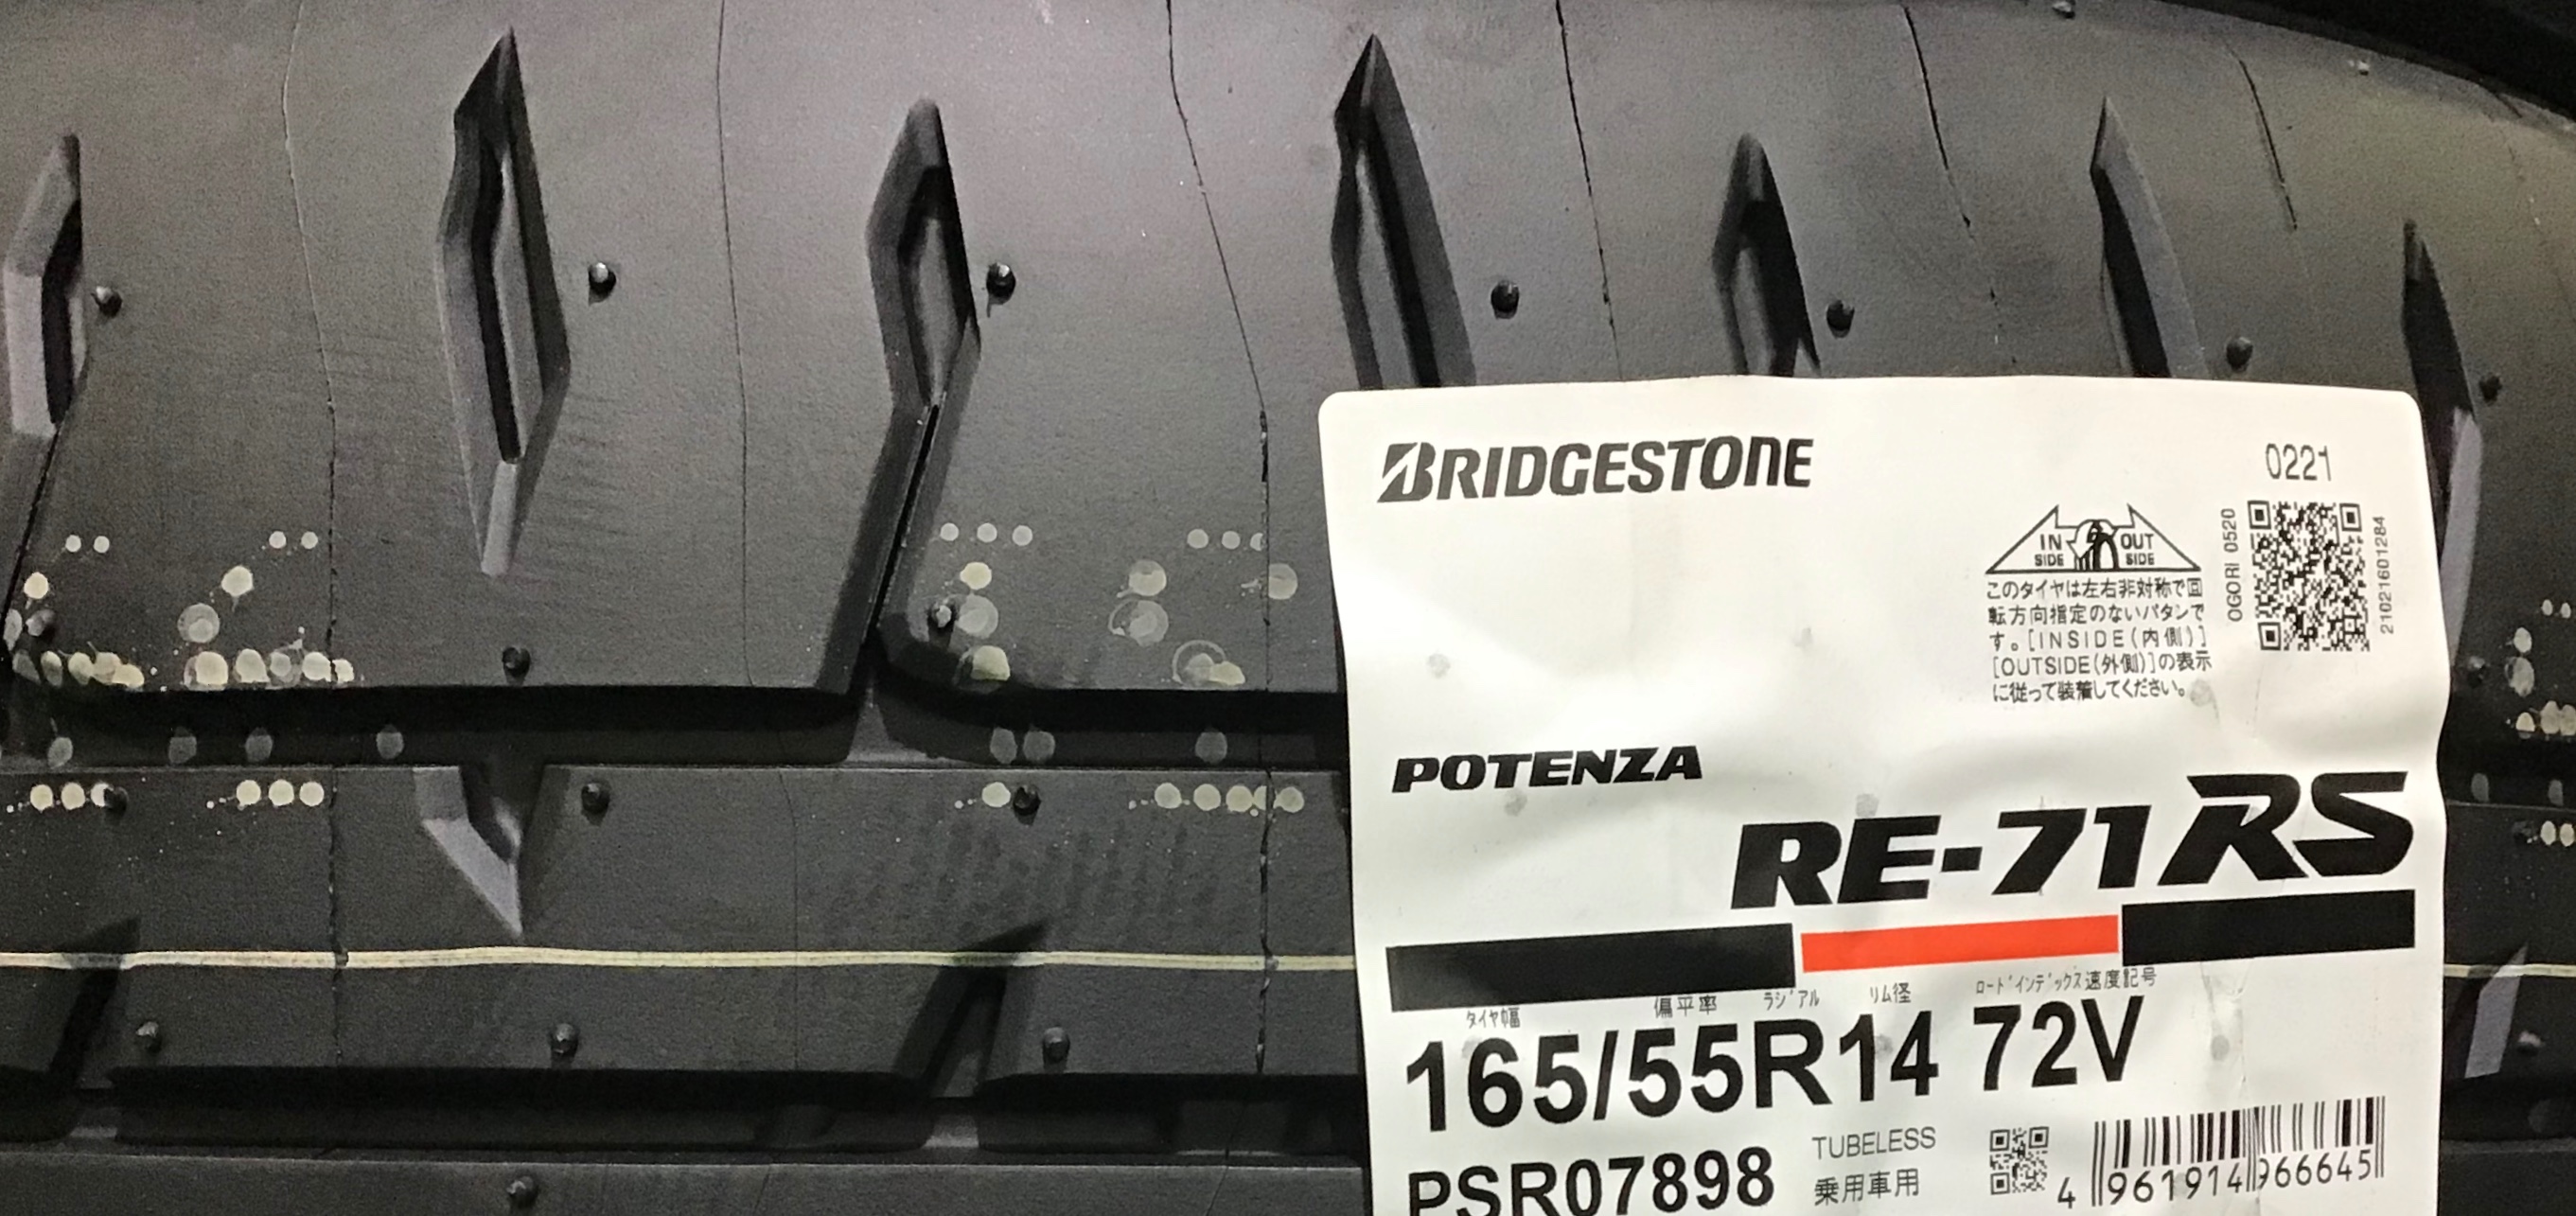 BRIDGESTONE
0221
IN SIDE
OUT SIDE
このタイヤは左右非対称で回
転方向指定のないパタンで
す。[INSIDE(内側)]
[OUTSIDE(外側)]の表示
に従って装着してください。
OGORI 0520
2102160 1284
POTENZA
RE-71RS
タイヤ幅 偏平率 ラジアル リム径 ロードインデックス 速度記号
165/55R14 72V
PSR07898
TUBELESS
乗用車用
4 961914 966645